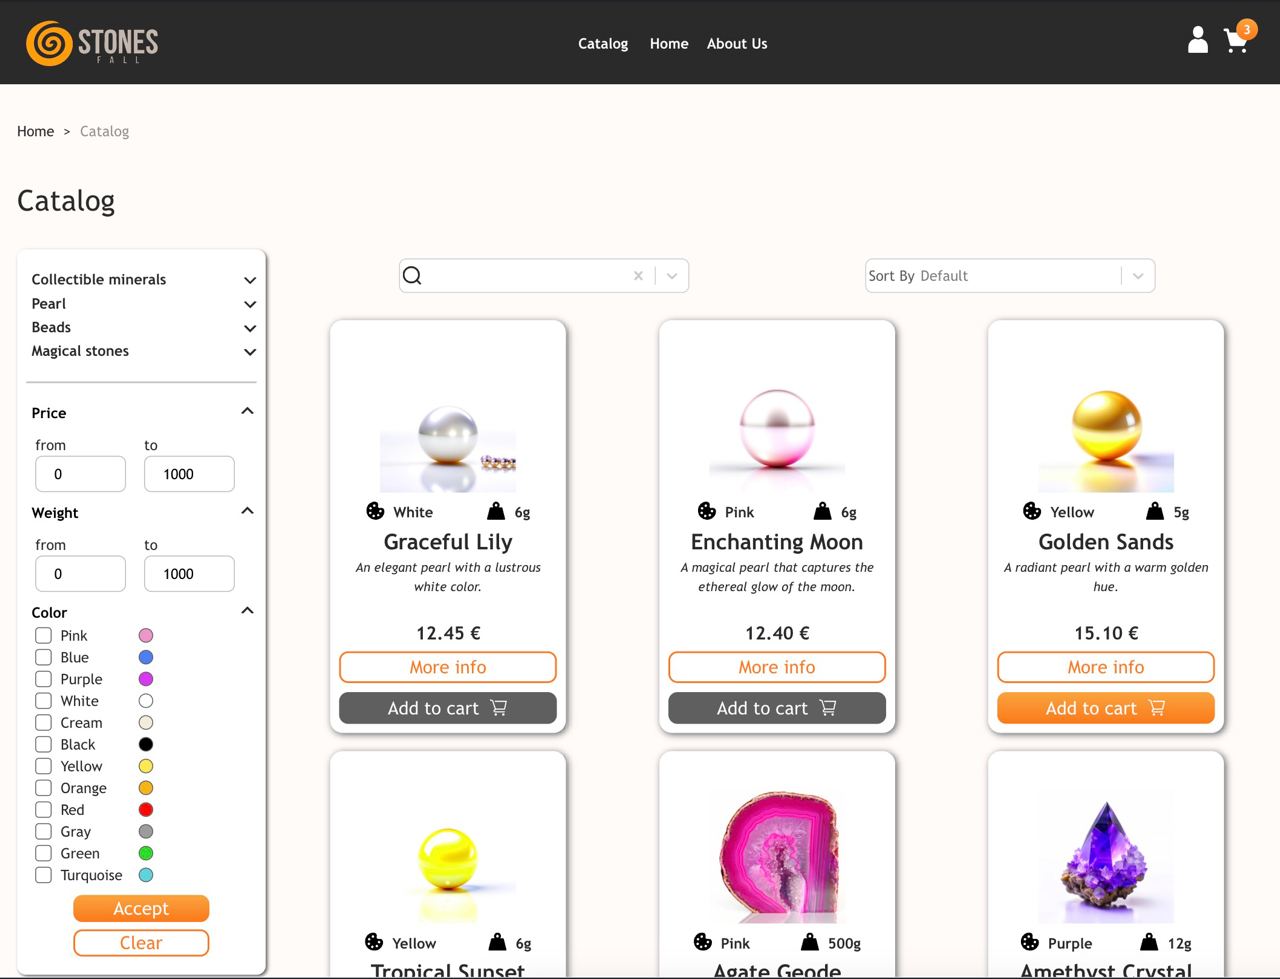 STONES
FALL
Catalog Home About Us
3
Home > Catalog
Catalog
Collectible minerals
Pearl
Beads
Magical stones
Price
from to
0 1000
Weight
from to
0 1000
Color
Pink
Blue
Purple
White
Cream
Black
Yellow
Orange
Red
Gray
Green
Turquoise
Accept
Clear
Sort By Default
White 6g
Graceful Lily
An elegant pearl with a lustrous
white color.
12.45 €
More info
Add to cart
Pink 6g
Enchanting Moon
A magical pearl that captures the
ethereal glow of the moon.
12.40 €
More info
Add to cart
Yellow 5g
Golden Sands
A radiant pearl with a warm golden
hue.
15.10 €
More info
Add to cart
Yellow 6g
Tropical Sunset
Pink 500g
Agate Geode
Purple 12g
Amethyst Crystal